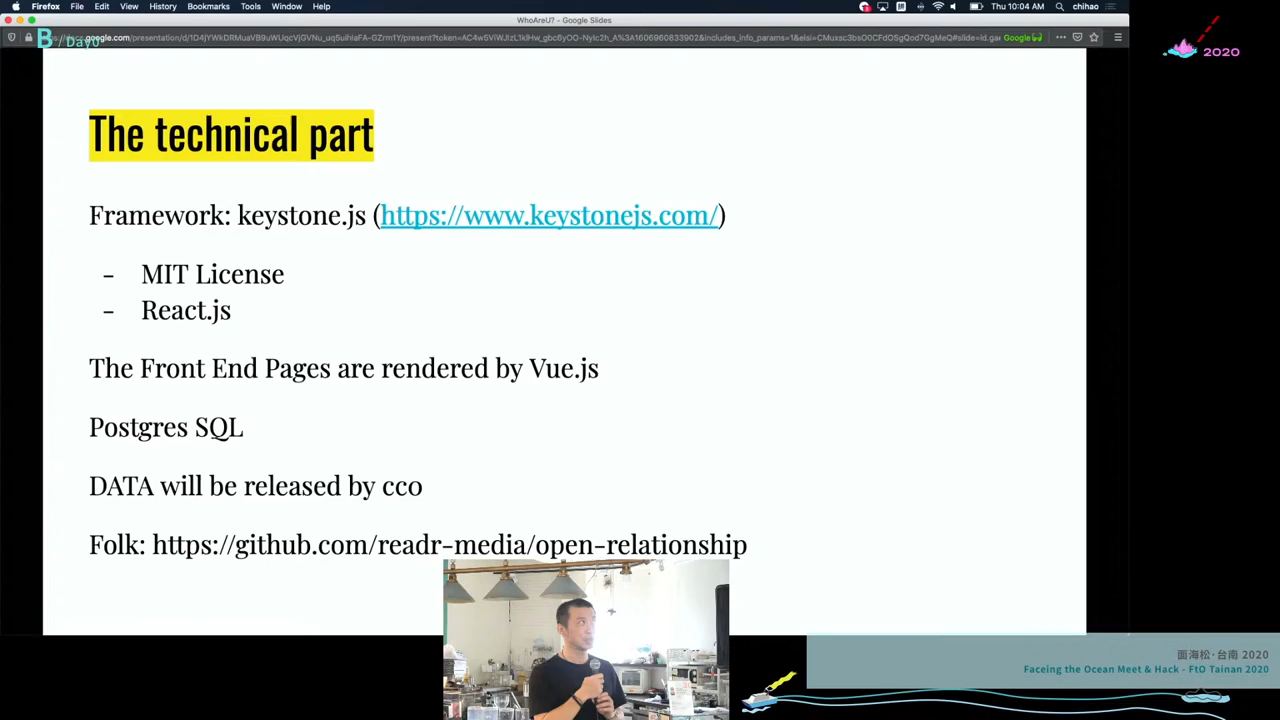 Firefox File Edit View History Bookmarks Tools Window Help Thu 10:04 AM chihao
WhoAreU? - Google Slides
B / Day0
2020
The technical part
Framework: keystone.js (https://www.keystonejs.com/)
- MIT License
- React.js
The Front End Pages are rendered by Vue.js
Postgres SQL
DATA will be released by cc0
Folk: https://github.com/readr-media/open-relationship
面海松·台南 2020
Faceing the Ocean Meet & Hack - FtO Tainan 2020